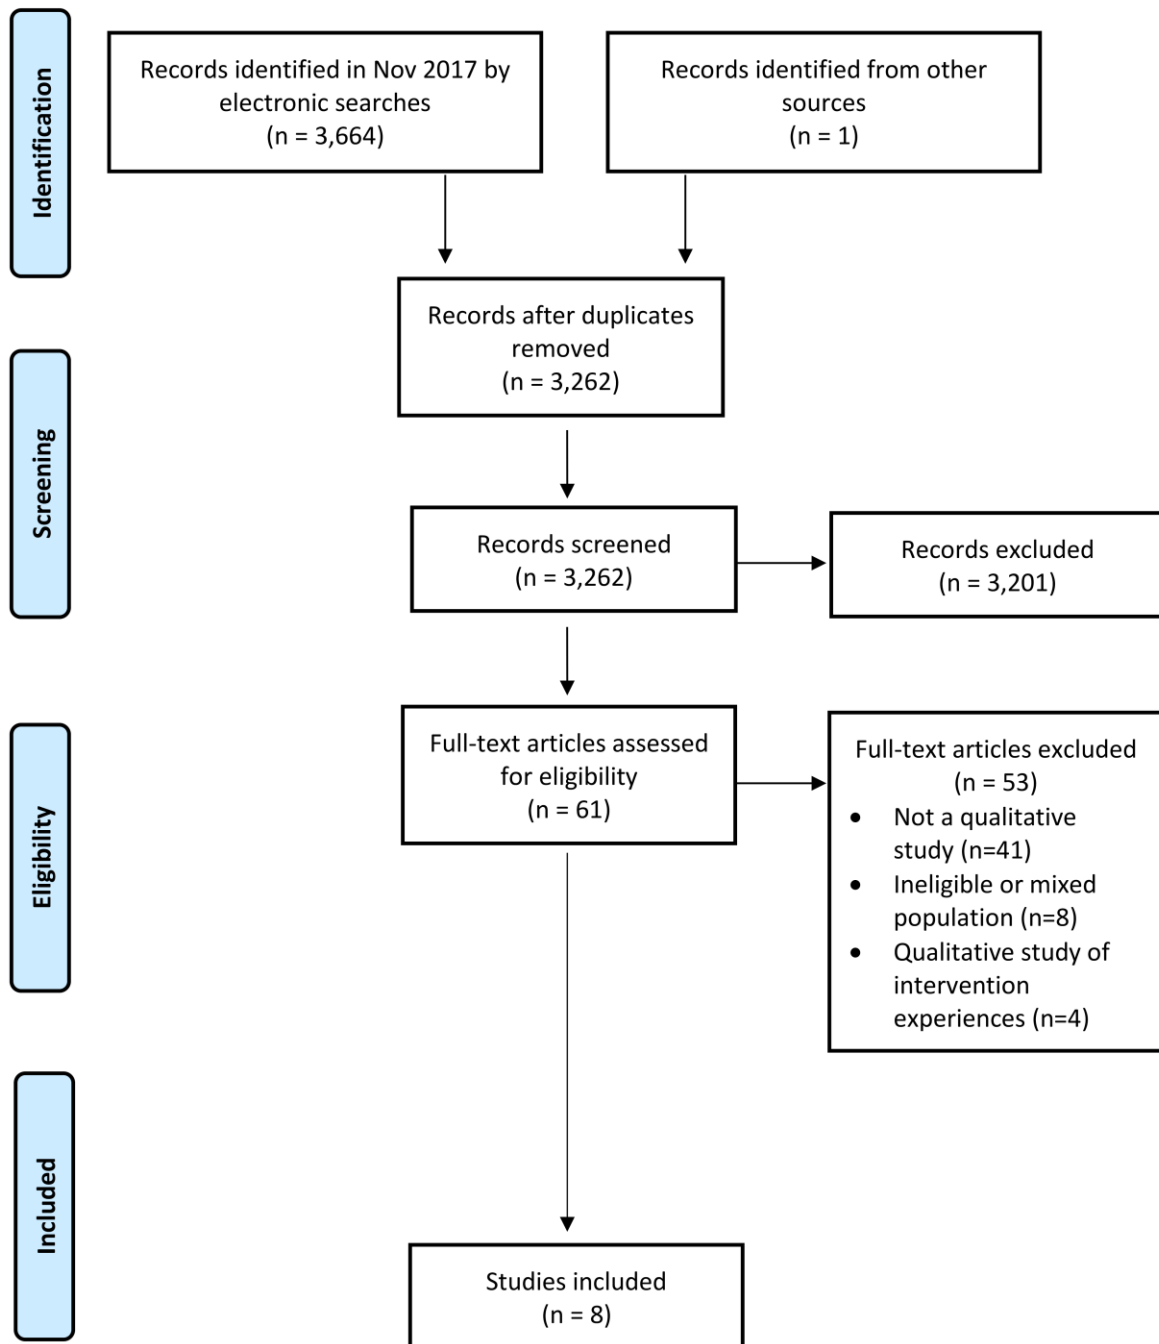 Identification
Records identified in Nov 2017 by
electronic searches
(n = 3,664)
Records identified from other
sources
(n = 1)
Records after duplicates
removed
(n = 3,262)
Screening
Records screened
(n = 3,262)
Records excluded
(n = 3,201)
Eligibility
Full-text articles assessed
for eligibility
(n = 61)
Full-text articles excluded
(n = 53)
• Not a qualitative
study (n=41)
• Ineligible or mixed
population (n=8)
• Qualitative study of
intervention
experiences (n=4)
Included
Studies included
(n = 8)